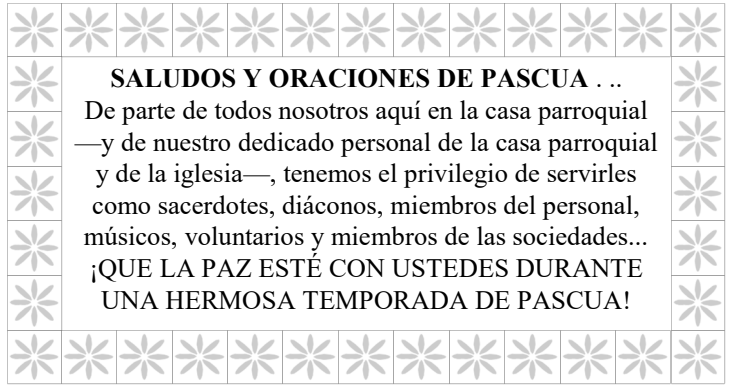 SALUDOS Y ORACIONES DE PASCUA . ..
De parte de todos nosotros aquí en la casa parroquial
—y de nuestro dedicado personal de la casa parroquial
y de la iglesia—, tenemos el privilegio de servirles
como sacerdotes, diáconos, miembros del personal,
músicos, voluntarios y miembros de las sociedades...
¡QUE LA PAZ ESTÉ CON USTEDES DURANTE
UNA HERMOSA TEMPORADA DE PASCUA!